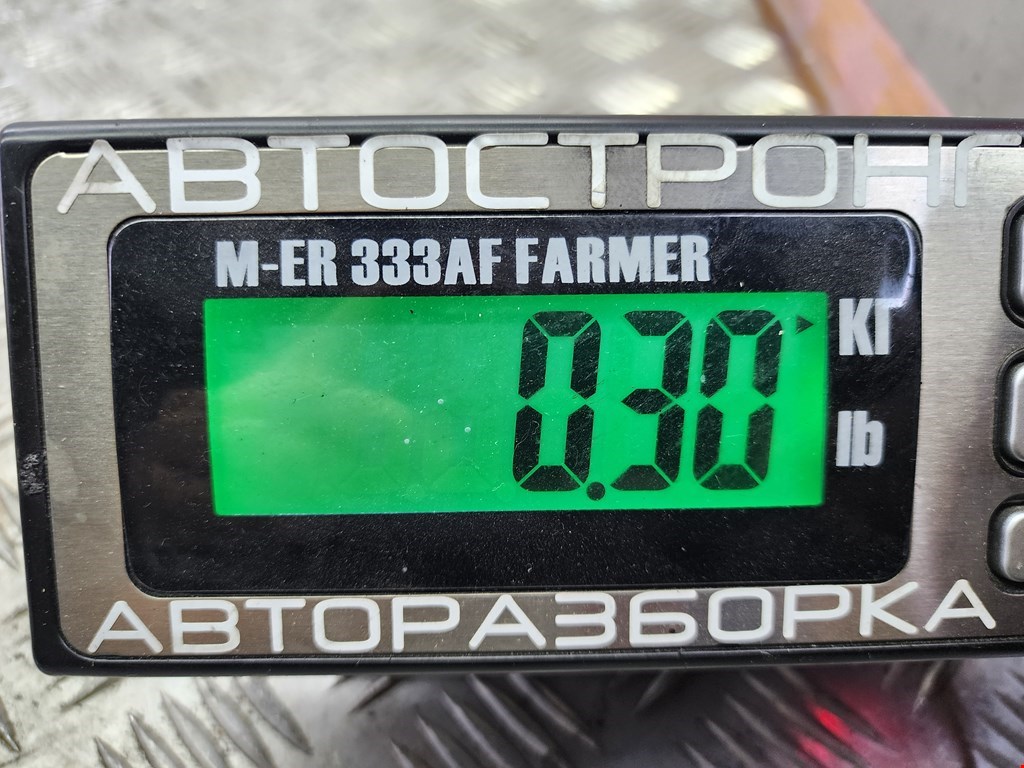 АВТОСТРОНГ
M-ER 333AF FARMER
0.30
КГ
lb
АВТОРАЗБОРКА